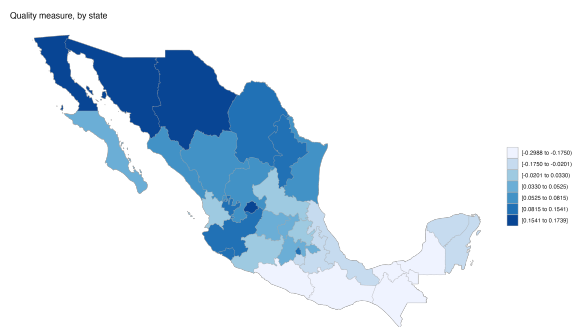 Quality measure, by state
[-0.2988 to -0.1750]
(-0.1750 to -0.0201]
(-0.0201 to 0.0330]
(0.0330 to 0.0525]
(0.0525 to 0.0815]
(0.0815 to 0.1541]
(0.1541 to 0.1739]